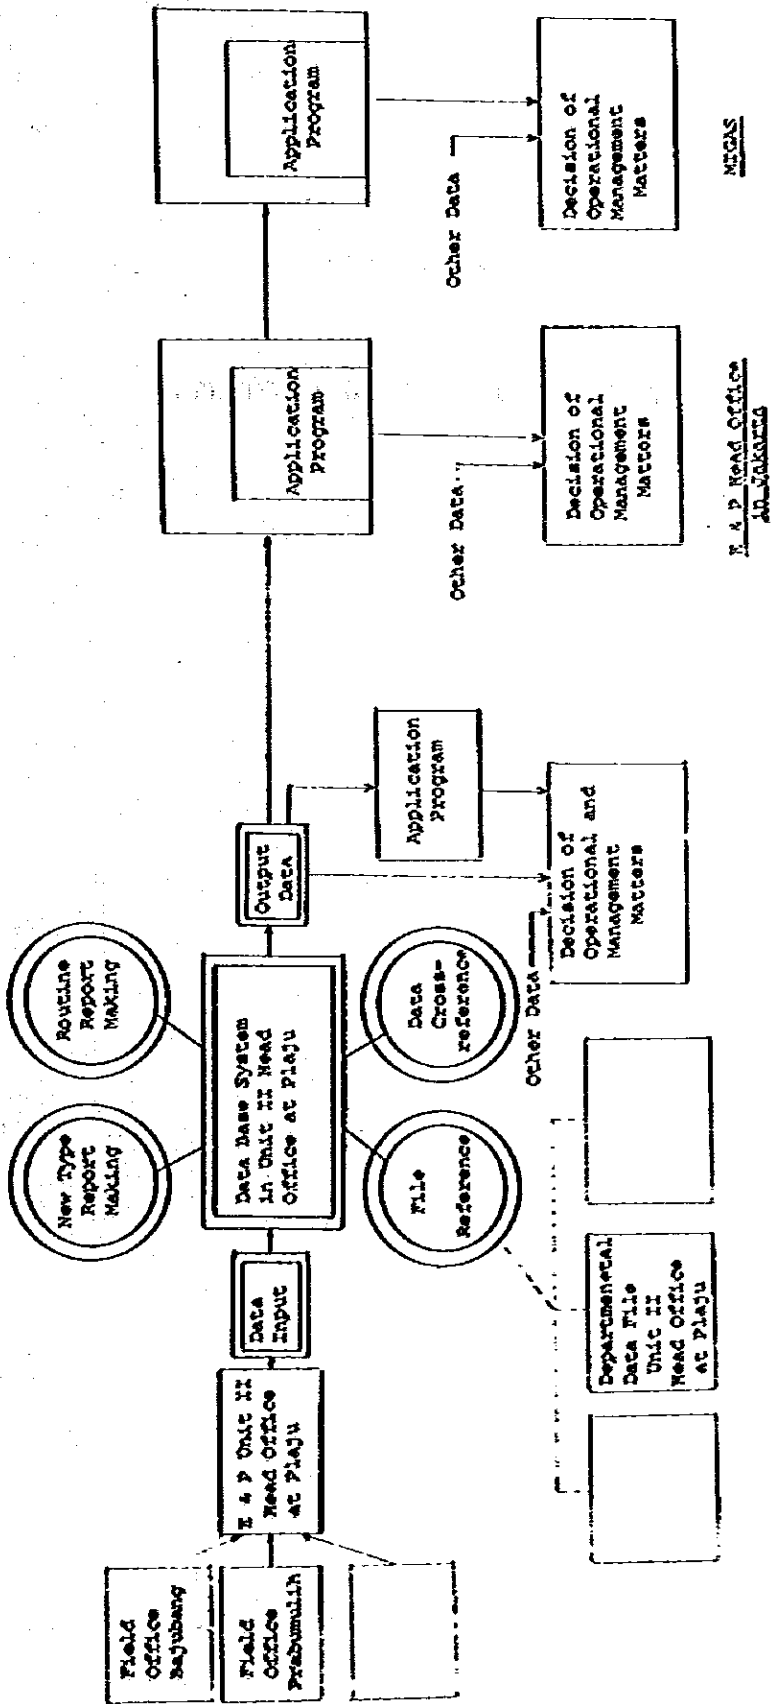 Field
Office
Bajubang
Field
Office
Prabumulih
E & P Unit II
Head Office
at Plaju
Data
Input
New Type
Report
Making
Routine
Report
Making
Data Base System
in Unit II Head
Office at Plaju
File
Reference
Data
Cross-
reference
Departmenetal
Data File
Unit II
Head Office
at Plaju
Output
Data
Application
Program
Other Data
Decision of
Operational and
Management
Matters
Application
Program
Other Data
Decision of
Operational
Management
Matters
E & P Head Office
in Jakarta
Application
Program
Other Data
Decision of
Operational
Management
Matters
MIGAS